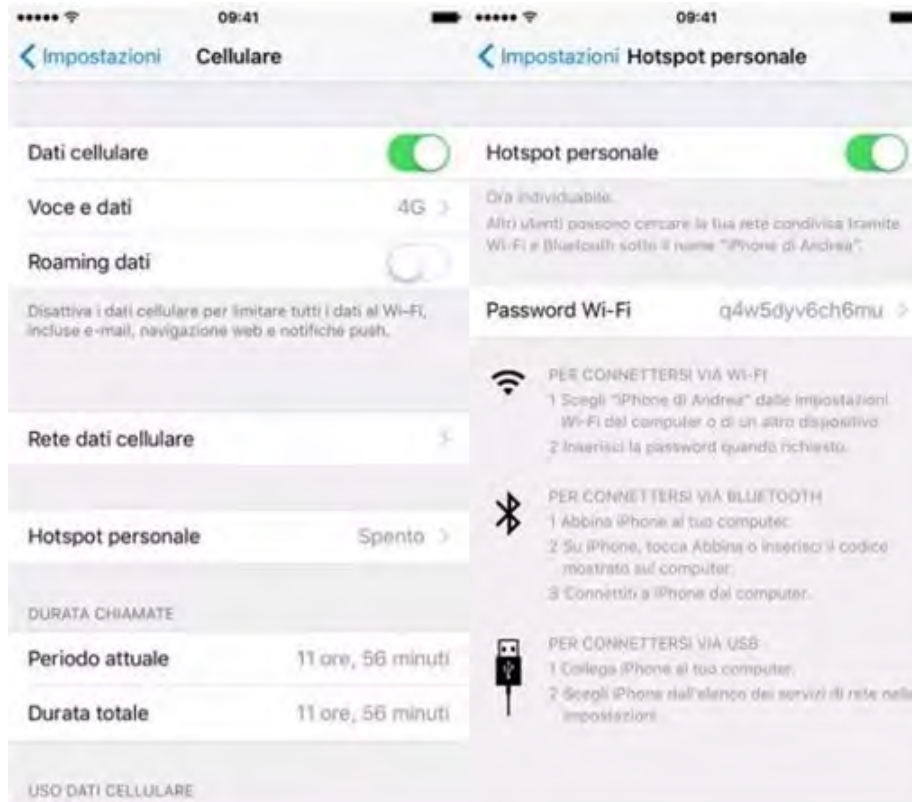 09:41
Impostazioni
Cellulare
Dati cellulare
Voce e dati
4G
Roaming dati
Disattiva i dati cellulare per limitare tutti i dati al Wi-Fi,
incluse e-mail, navigazione web e notifiche push.
Rete dati cellulare
Hotspot personale
Spento
DURATA CHIAMATE
Periodo attuale
11 ore, 56 minuti
Durata totale
11 ore, 56 minuti
USO DATI CELLULARE
09:41
Impostazioni
Hotspot personale
Hotspot personale
Ora individuabile.
Altri utenti possono cercare la tua rete condivisa tramite
Wi-Fi e Bluetooth sotto il nome "iPhone di Andrea".
Password Wi-Fi
q4w5dyv6ch6mu
PER CONNETTERSI VIA WI-FI
1 Scegli "iPhone di Andrea" dalle impostazioni
Wi-Fi del computer o di un altro dispositivo
2 Inserisci la password quando richiesto.
PER CONNETTERSI VIA BLUETOOTH
1 Abbina iPhone al tuo computer.
2 Su iPhone, tocca Abbina o inserisci il codice
mostrato sul computer.
3 Connettiti a iPhone dal computer.
PER CONNETTERSI VIA USB
1 Collega iPhone al tuo computer.
2 Scegli iPhone dall'elenco dei servizi di rete nelle
impostazioni.